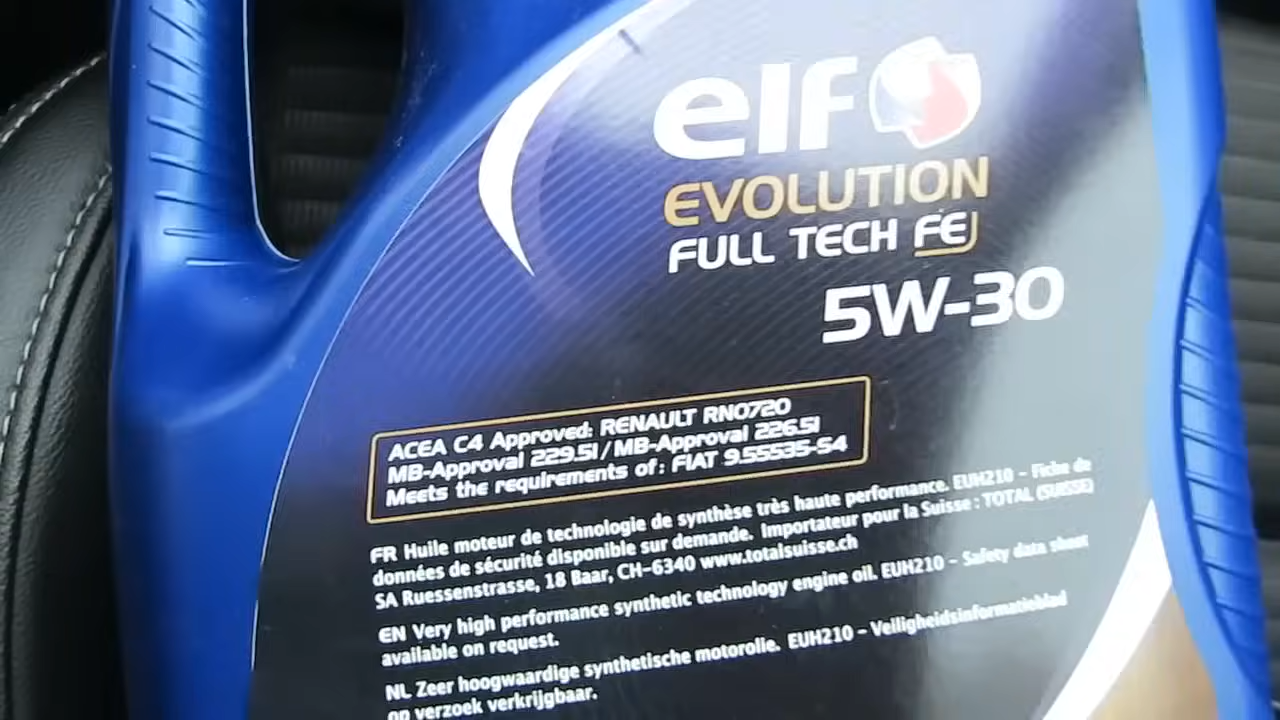 elf
EVOLUTION
FULL TECH FE
5W-30
ACEA C4 Approved: RENAULT RN0720
MB-Approval 229.51 / MB-Approval 226.51
Meets the requirements of: FIAT 9.55535-S4
FR Huile moteur de technologie de synthèse très haute performance. EUH210 – Fiche de
données de sécurité disponible sur demande. Importateur pour la Suisse : TOTAL (SUISSE)
SA Ruessenstrasse, 18 Baar, CH-6340 www.totalsuisse.ch
EN Very high performance synthetic technology engine oil. EUH210 – Safety data sheet
available on request.
NL Zeer hoogwaardige synthetische motorolie. EUH210 – Veiligheidsinformatieblad
op verzoek verkrijgbaar.